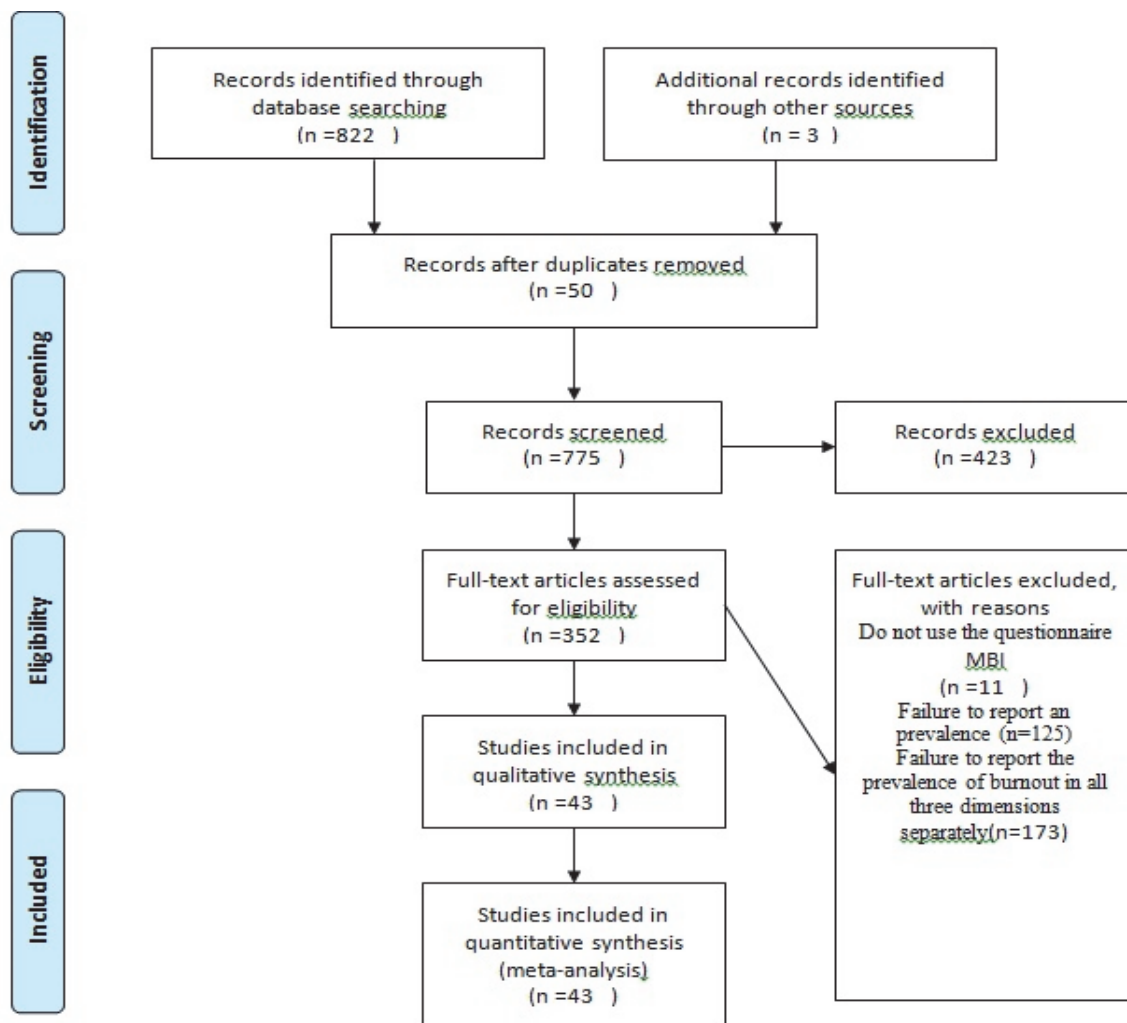 Identification
Records identified through
database searching
(n =822   )
Additional records identified
through other sources
(n = 3  )
Records after duplicates removed
(n =50   )
Screening
Records screened
(n =775   )
Records excluded
(n =423   )
Eligibility
Full-text articles assessed
for eligibility
(n =352   )
Full-text articles excluded,
with reasons
Do not use the questionnaire
MBI
(n =11   )
Failure to report an
prevalence (n=125)
Failure to report the
prevalence of burnout in all
three dimensions
separately(n=173)
Studies included in
qualitative synthesis
(n =43   )
Included
Studies included in
quantitative synthesis
(meta-analysis)
(n =43   )